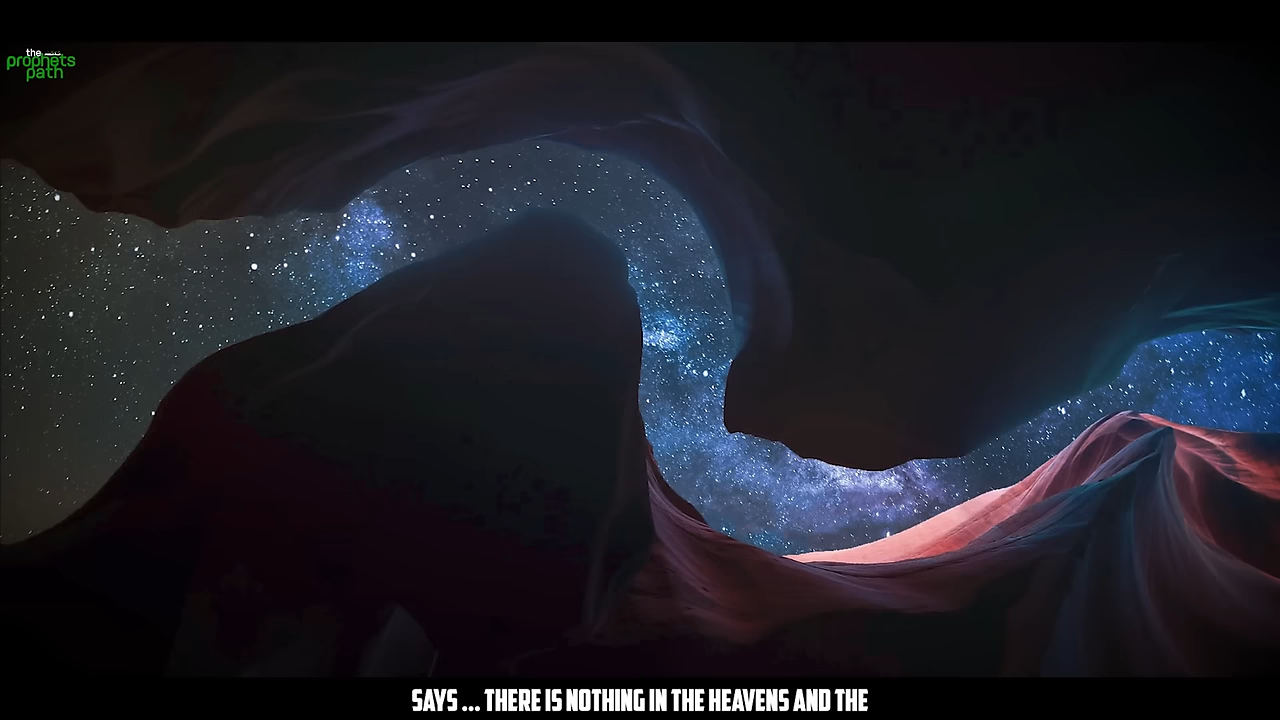 the
prophets
path
SAYS ... THERE IS NOTHING IN THE HEAVENS AND THE